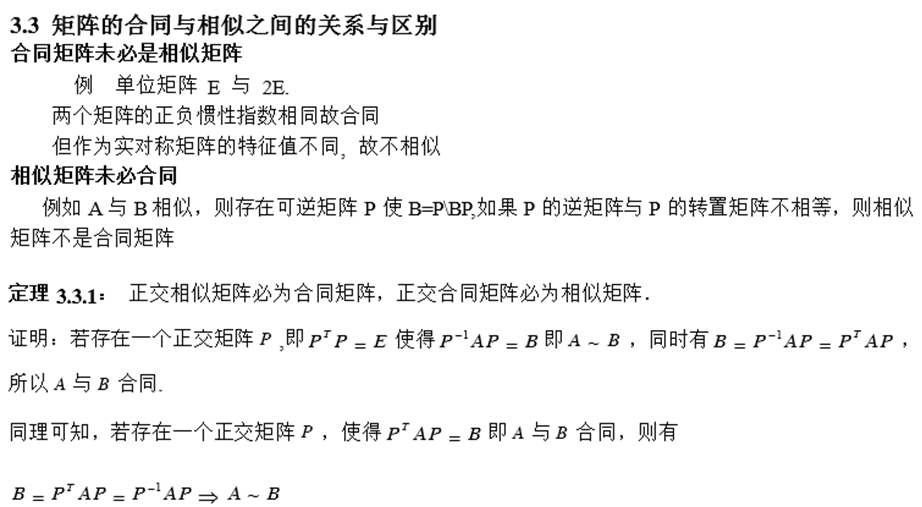 3.3 矩阵的合同与相似之间的关系与区别
合同矩阵未必是相似矩阵
例 单位矩阵 E 与 2E.
两个矩阵的正负惯性指数相同故合同
但作为实对称矩阵的特征值不同, 故不相似
相似矩阵未必合同
例如 A 与 B 相似，则存在可逆矩阵 P 使 B=P\BP,如果 P 的逆矩阵与 P 的转置矩阵不相等，则相似
矩阵不是合同矩阵
定理 3.3.1： 正交相似矩阵必为合同矩阵，正交合同矩阵必为相似矩阵．
证明：若存在一个正交矩阵 P ,即 P^T P = E 使得 P^{-1}AP = B 即 A ~ B ，同时有 B = P^{-1}AP = P^T AP ，
所以 A 与 B 合同.
同理可知，若存在一个正交矩阵 P ，使得 P^T AP = B 即 A 与 B 合同，则有
B = P^T AP = P^{-1}AP ⇒ A ~ B